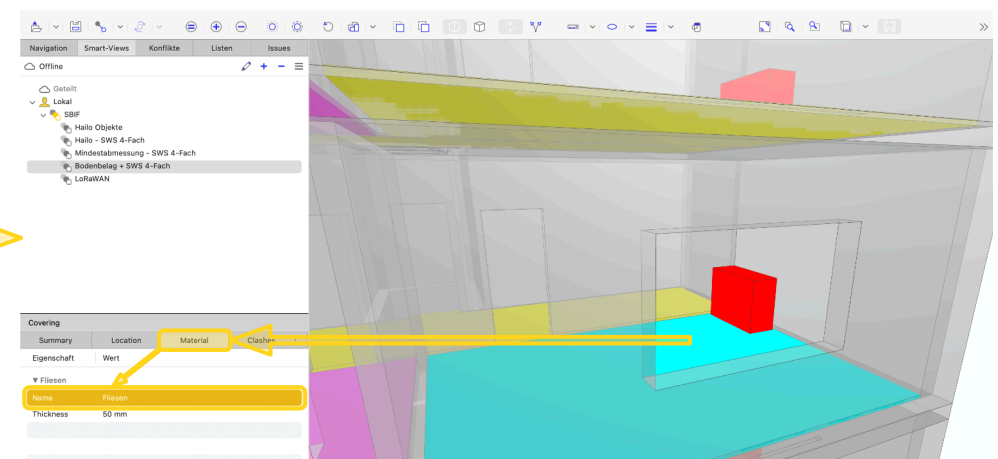 Navigation Smart-Views Konflikte Listen Issues
Offline
Geteilt
Lokal
SBIF
Hailo Objekte
Hailo - SWS 4-Fach
Mindestabmessung - SWS 4-Fach
Bodenbelag + SWS 4-Fach
LoRaWAN
Covering
Summary Location Material Clashes
Eigenschaft Wert
Fliesen
Name Fliesen
Thickness 50 mm